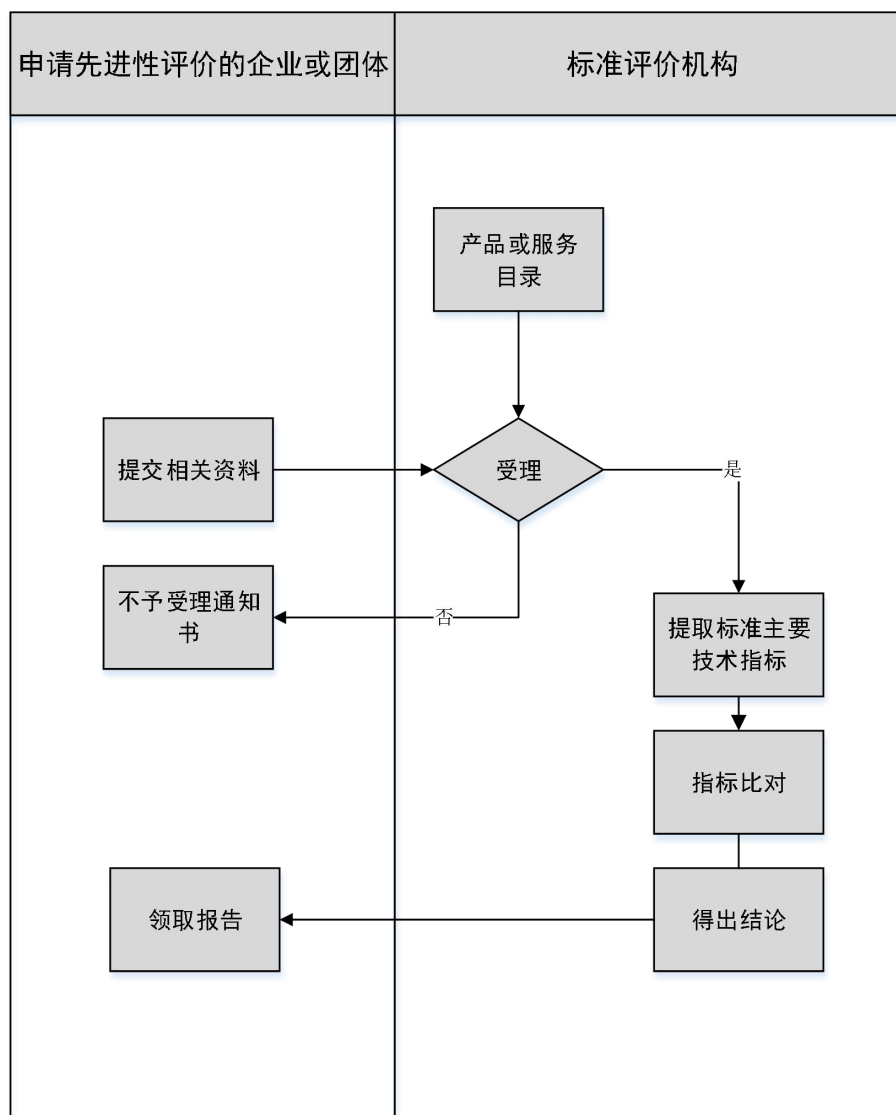 申请先进性评价的企业或团体
标准评价机构
产品或服务
目录
提交相关资料
受理
是
不予受理通知
书
否
提取标准主要
技术指标
指标比对
领取报告
得出结论